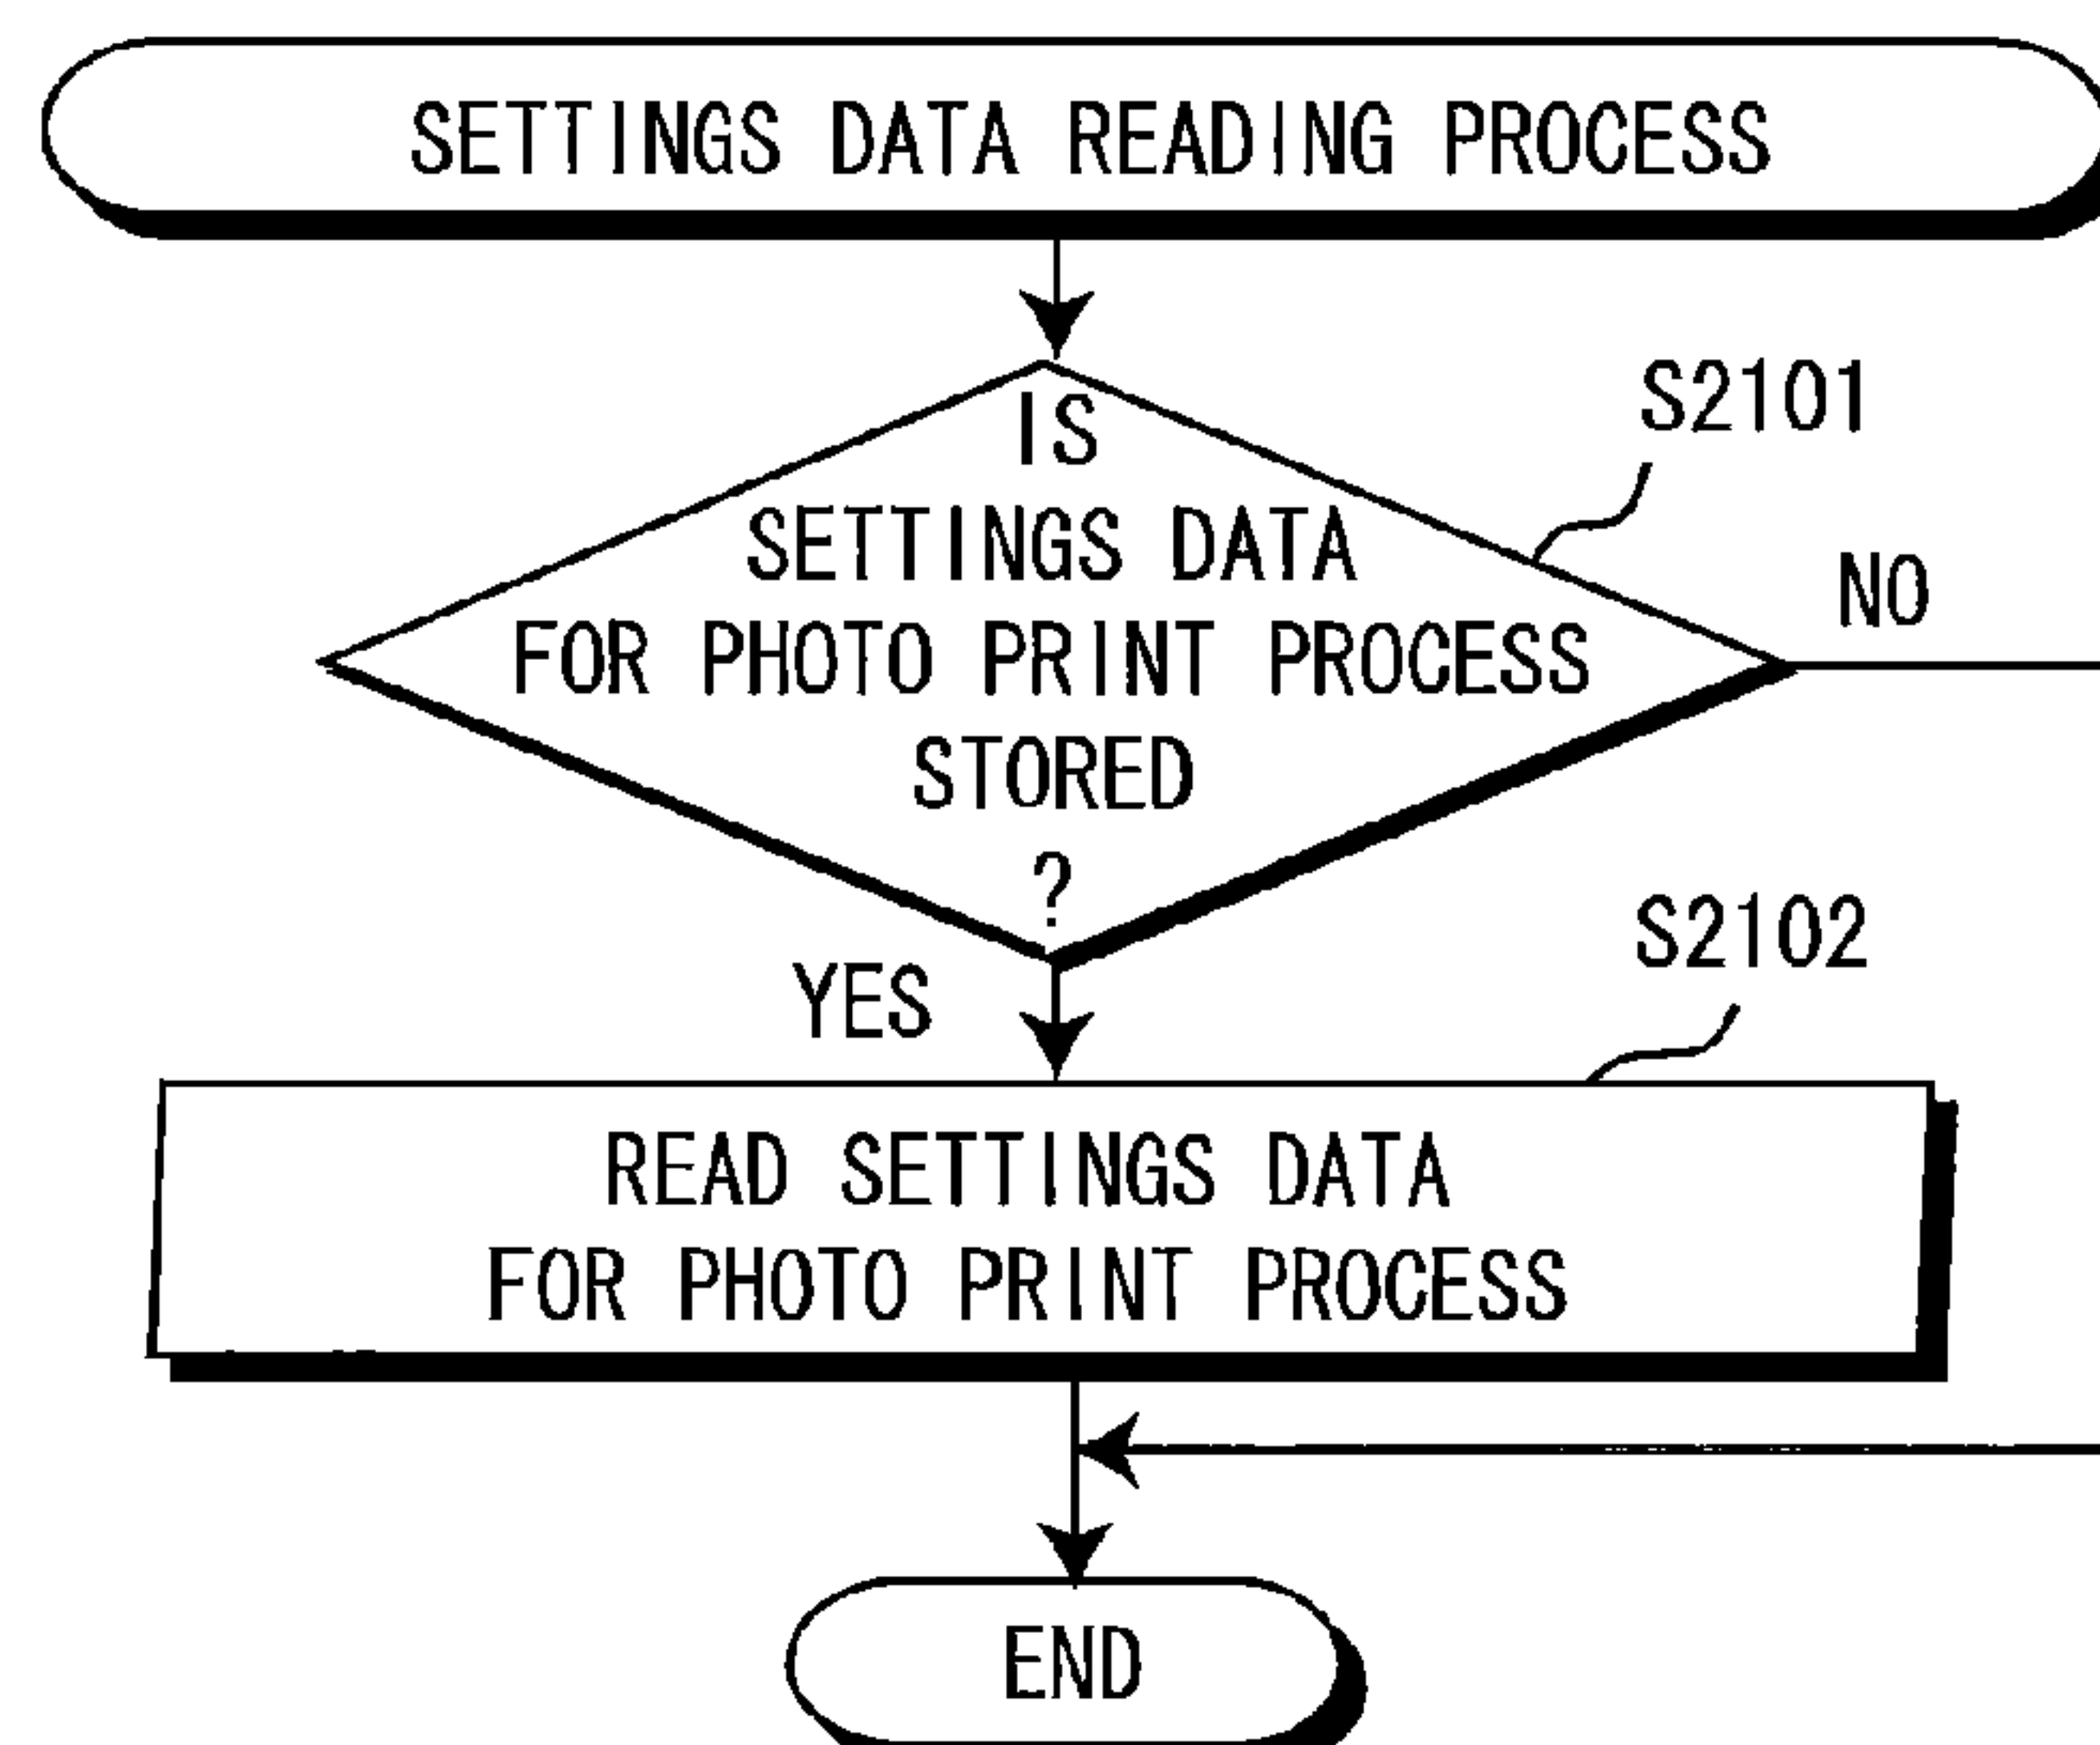 SETTINGS DATA READING PROCESS
S2101
IS
SETTINGS DATA
FOR PHOTO PRINT PROCESS
STORED
?
NO
YES
S2102
READ SETTINGS DATA
FOR PHOTO PRINT PROCESS
END